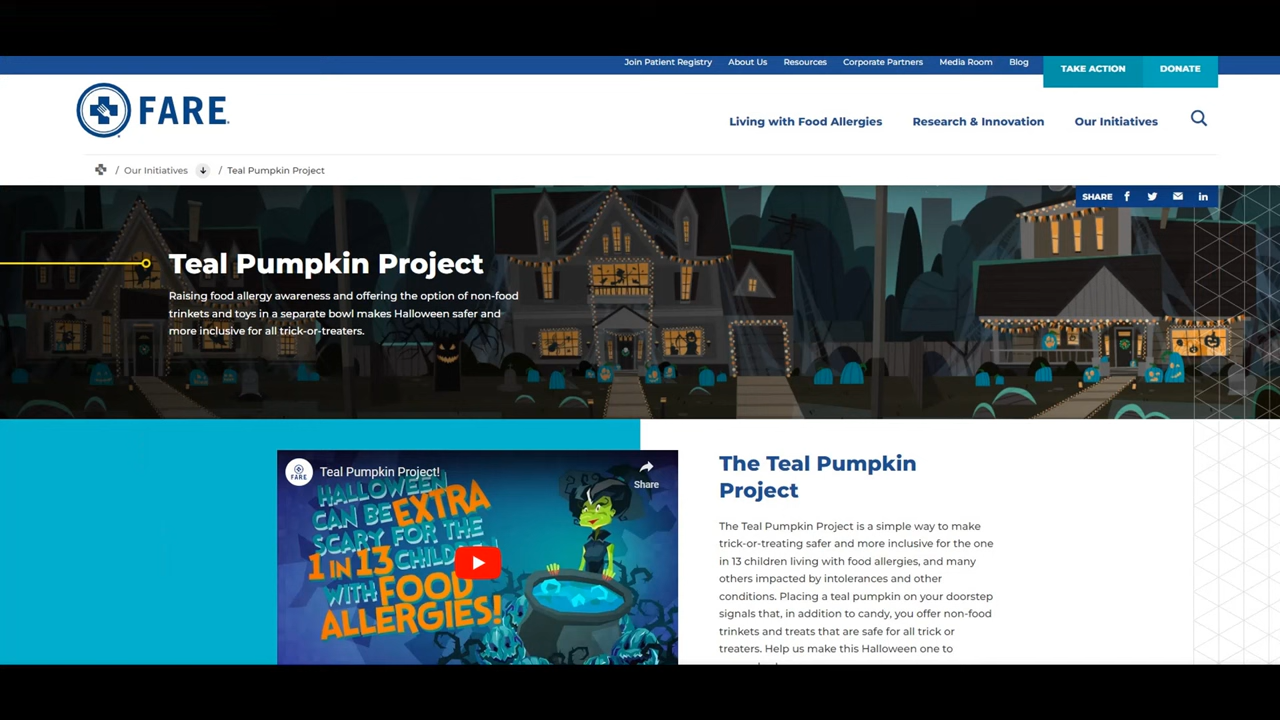 Join Patient Registry About Us Resources Corporate Partners Media Room Blog TAKE ACTION DONATE
FARE
Living with Food Allergies Research & Innovation Our Initiatives
/ Our Initiatives / Teal Pumpkin Project
SHARE
Teal Pumpkin Project
Raising food allergy awareness and offering the option of non-food
trinkets and toys in a separate bowl makes Halloween safer and
more inclusive for all trick-or-treaters.
FARE
Teal Pumpkin Project!
Share
HALLOWEEN
CAN BE EXTRA
SCARY FOR THE
1 IN 13 CHILDREN
WITH FOOD
ALLERGIES!
The Teal Pumpkin
Project
The Teal Pumpkin Project is a simple way to make
trick-or-treating safer and more inclusive for the one
in 13 children living with food allergies, and many
others impacted by intolerances and other
conditions. Placing a teal pumpkin on your doorstep
signals that, in addition to candy, you offer non-food
trinkets and treats that are safe for all trick or
treaters. Help us make this Halloween one to